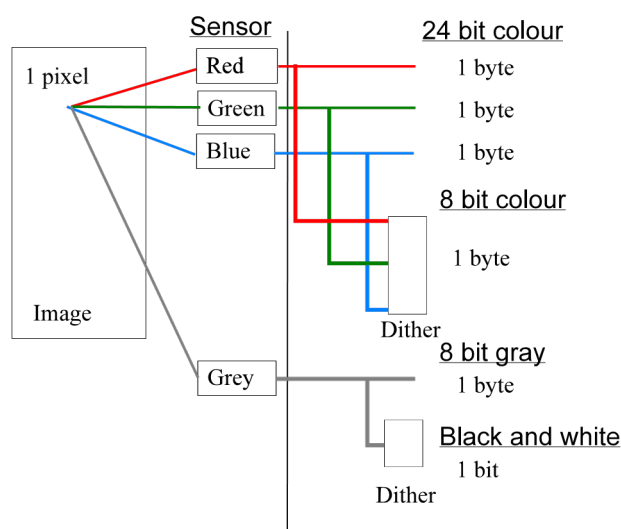 Sensor
24 bit colour
1 pixel
Red
1 byte
Green
1 byte
Blue
1 byte
8 bit colour
1 byte
Image
Dither
8 bit gray
Grey
1 byte
Black and white
1 bit
Dither